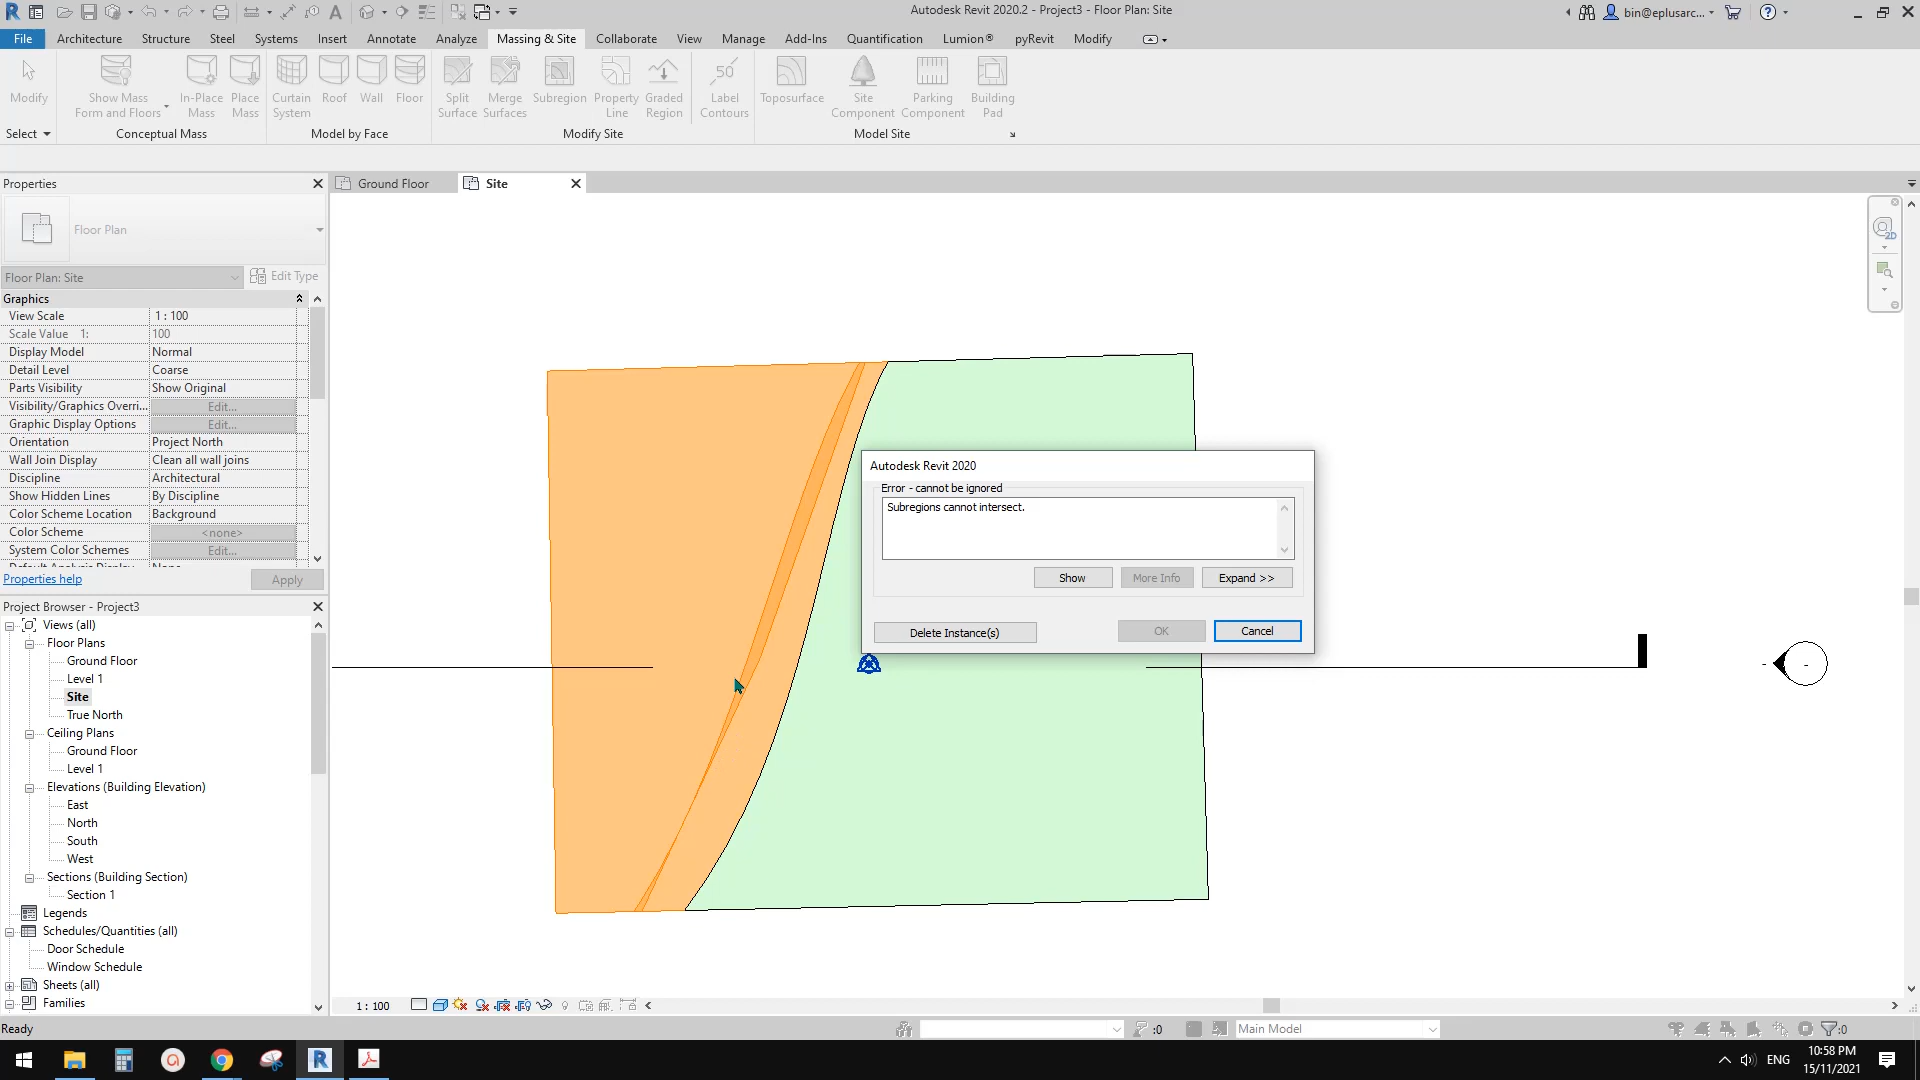 Autodesk Revit 2020.2 - Project3 - Floor Plan: Site
bin@eplusarc...
File Architecture Structure Steel Systems Insert Annotate Analyze Massing & Site Collaborate View Manage Add-Ins Quantification Lumion® pyRevit Modify
Modify
Show Mass Form and Floors
In-Place Mass
Place Mass
Curtain System
Roof
Wall
Floor
Split Surface
Merge Surfaces
Subregion
Property Line
Graded Region
50
Label Contours
Toposurface
Site Component
Parking Component
Building Pad
Select
Conceptual Mass
Model by Face
Modify Site
Model Site
Properties
Floor Plan
Floor Plan: Site
Edit Type
Graphics
View Scale 1 : 100
Scale Value 1: 100
Display Model Normal
Detail Level Coarse
Parts Visibility Show Original
Visibility/Graphics Overri... Edit...
Graphic Display Options Edit...
Orientation Project North
Wall Join Display Clean all wall joins
Discipline Architectural
Show Hidden Lines By Discipline
Color Scheme Location Background
Color Scheme <none>
System Color Schemes Edit...
Default Analysis Display None
Properties help
Apply
Project Browser - Project3
Views (all)
Floor Plans
Ground Floor
Level 1
Site
True North
Ceiling Plans
Ground Floor
Level 1
Elevations (Building Elevation)
East
North
South
West
Sections (Building Section)
Section 1
Legends
Schedules/Quantities (all)
Door Schedule
Window Schedule
Sheets (all)
Families
Ground Floor
Site
2D
Autodesk Revit 2020
Error - cannot be ignored
Subregions cannot intersect.
Show
More Info
Expand >>
Delete Instance(s)
OK
Cancel
1 : 100
Ready
:0
Main Model
:0
ENG
10:58 PM
15/11/2021